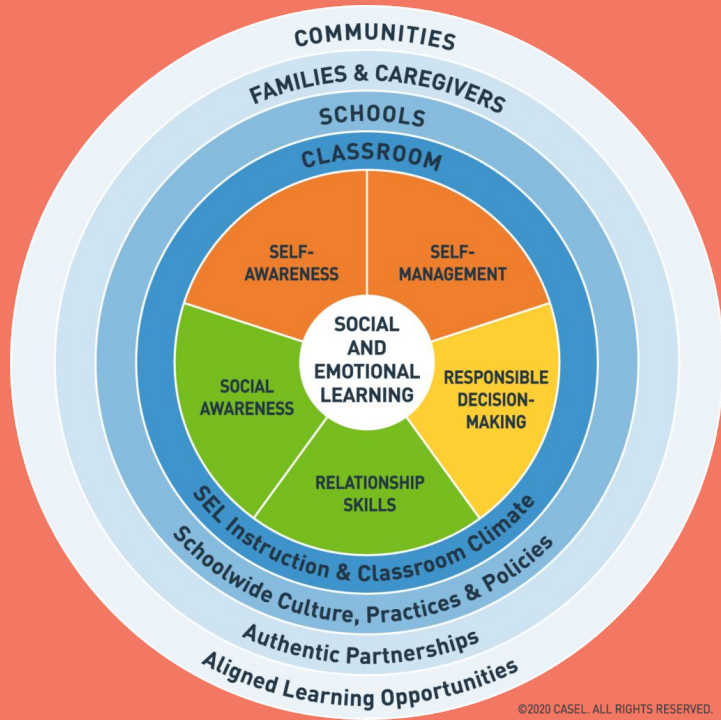 COMMUNITIES
FAMILIES & CAREGIVERS
SCHOOLS
CLASSROOM
SELF-
AWARENESS
SELF-
MANAGEMENT
SOCIAL
AND
EMOTIONAL
LEARNING
SOCIAL
AWARENESS
RESPONSIBLE
DECISION-
MAKING
RELATIONSHIP
SKILLS
SEL Instruction & Classroom Climate
Schoolwide Culture, Practices & Policies
Authentic Partnerships
Aligned Learning Opportunities
©2020 CASEL. ALL RIGHTS RESERVED.